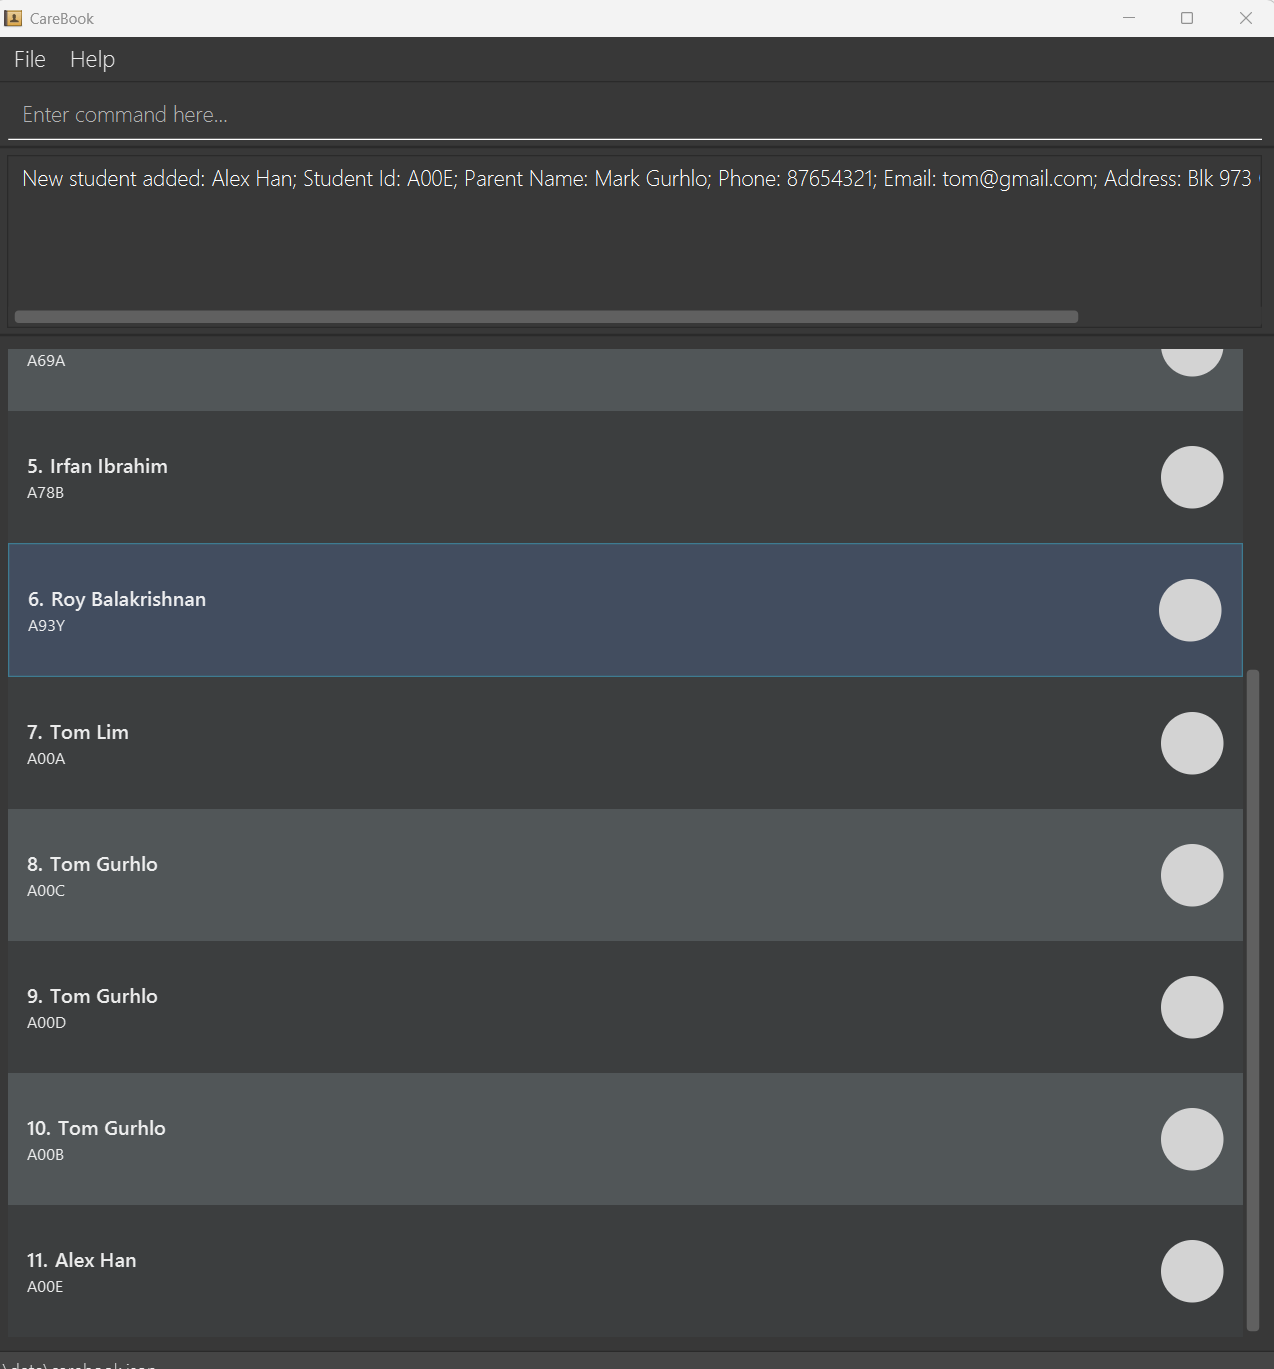 CareBook
File Help
Enter command here...
New student added: Alex Han; Student Id: A00E; Parent Name: Mark Gurhlo; Phone: 87654321; Email: tom@gmail.com; Address: Blk 973
A69A
5. Irfan Ibrahim
A78B
6. Roy Balakrishnan
A93Y
7. Tom Lim
A00A
8. Tom Gurhlo
A00C
9. Tom Gurhlo
A00D
10. Tom Gurhlo
A00B
11. Alex Han
A00E